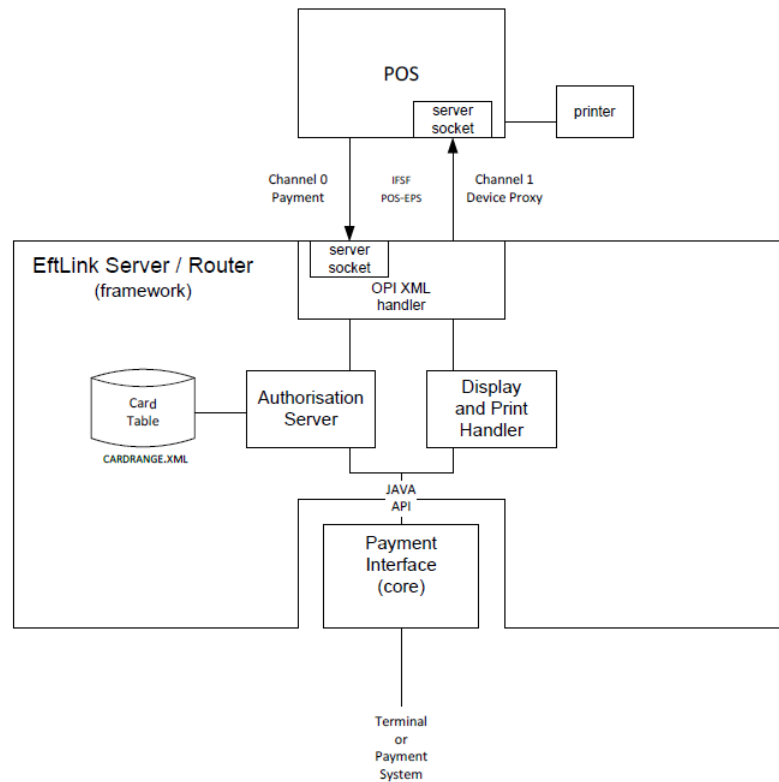 POS
server
socket
printer
Channel 0
Payment
IFSF
POS-EPS
Channel 1
Device Proxy
EftLink Server / Router
(framework)
server
socket
OPI XML
handler
Card
Table
CARDRANGE.XML
Authorisation
Server
Display
and Print
Handler
JAVA
API
Payment
Interface
(core)
Terminal
or
Payment
System